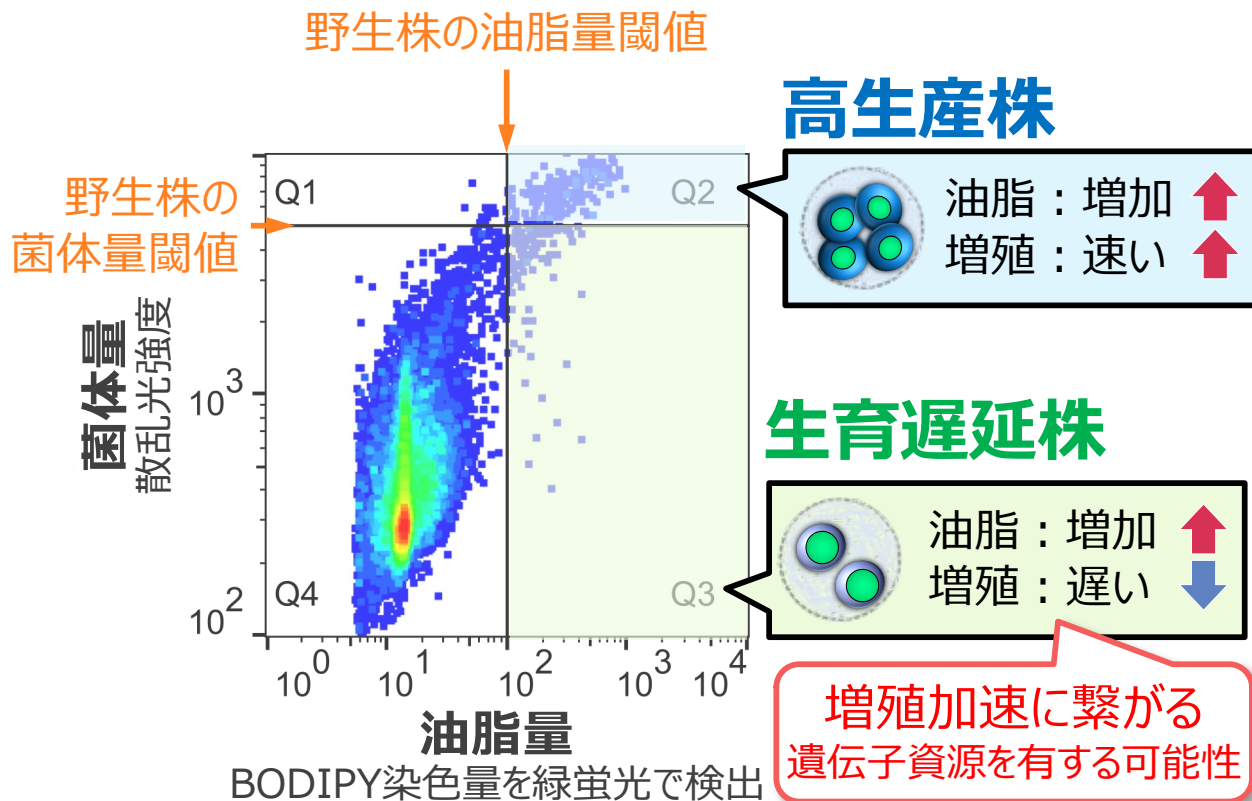 野生株の油脂量閾値
高生産株
野生株の
菌体量閾値
Q1
Q2
油脂：増加
増殖：速い
菌体量
散乱光強度
10³
10²
生育遅延株
油脂：増加
増殖：遅い
Q4
Q3
10⁰ 10¹ 10² 10³ 10⁴
油脂量
BODIPY染色量を緑蛍光で検出
増殖加速に繋がる
遺伝子資源を有する可能性